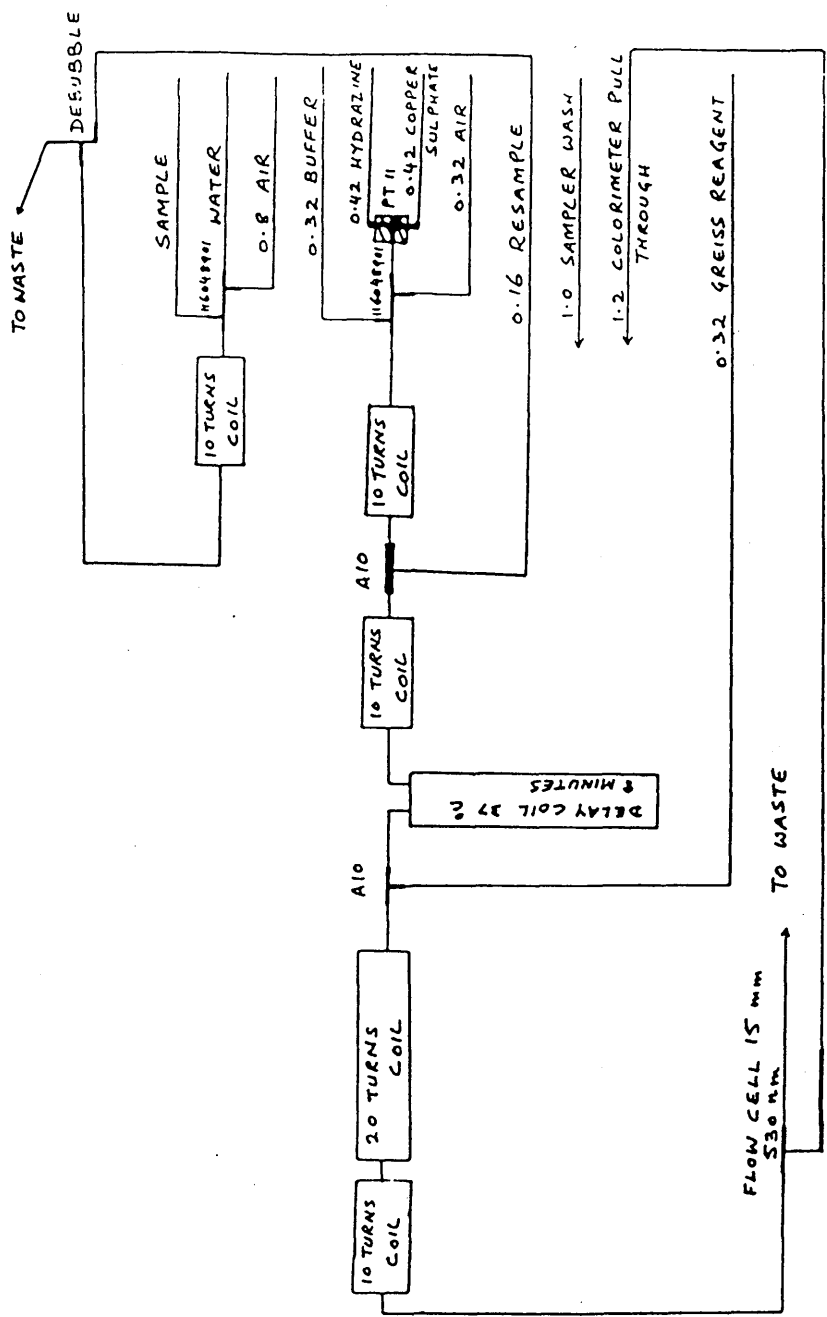 TO WASTE
DEBUBBLE
SAMPLE
116048901
WATER
0.8 AIR
0.32 BUFFER
0.42 HYDRAZINE
PT 11
0.42 COPPER
SULPHATE
116048901
0.32 AIR
0.16 RESAMPLE
1.0 SAMPLER WASH
1.2 COLORIMETER PULL
THROUGH
0.32 GREISS REAGENT
10 TURNS
COIL
10 TURNS
COIL
A10
10 TURNS
COIL
DELAY COIL 37 °C
8 MINUTES
A10
20 TURNS
COIL
10 TURNS
COIL
FLOW CELL 15 mm
530 nm
TO WASTE